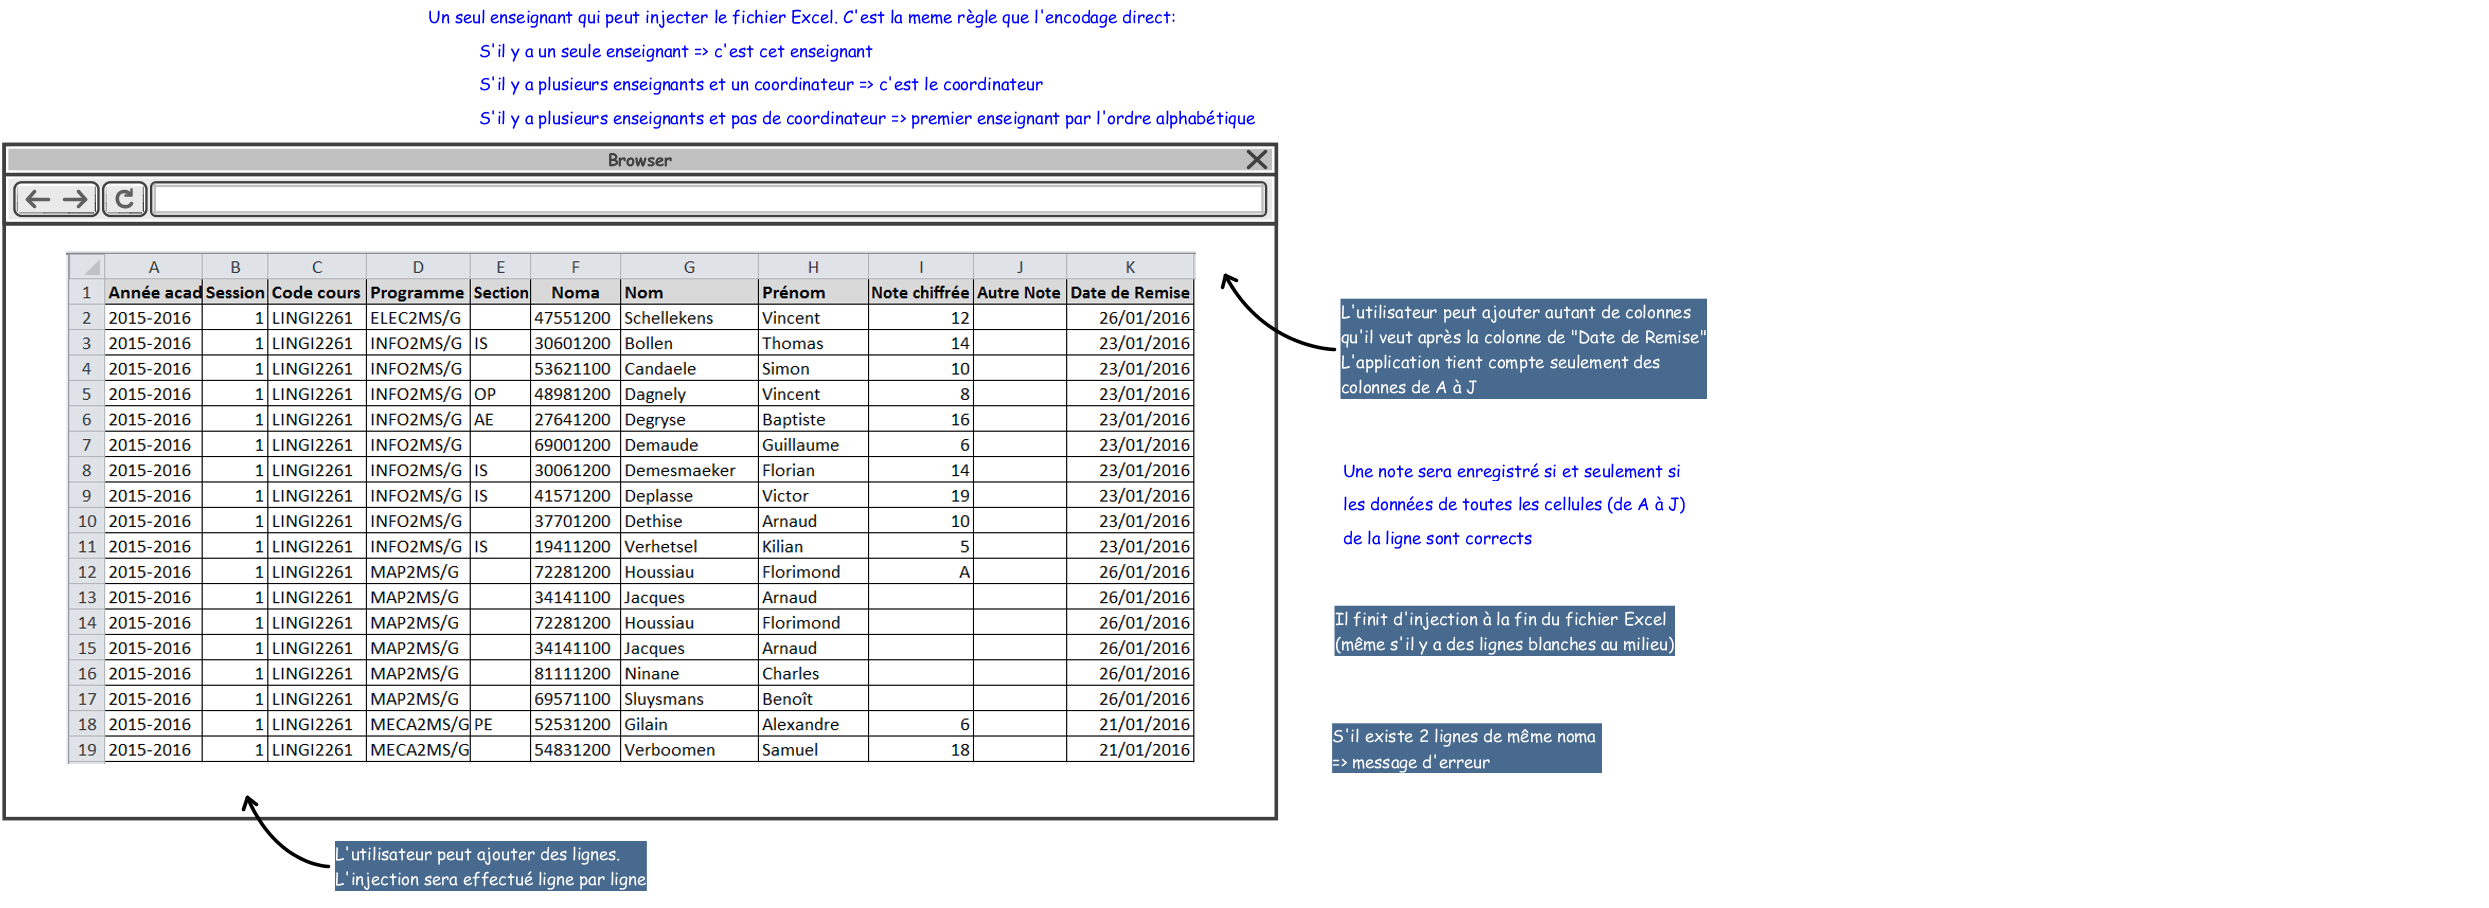 Un seul enseignant qui peut injecter le fichier Excel. C'est la meme règle que l'encodage direct:
S'il y a un seule enseignant => c'est cet enseignant
S'il y a plusieurs enseignants et un coordinateur => c'est le coordinateur
S'il y a plusieurs enseignants et pas de coordinateur => premier enseignant par l'ordre alphabétique
Browser
A B C D E F G H I J K
1 Année acad Session Code cours Programme Section Noma Nom Prénom Note chiffrée Autre Note Date de Remise
2 2015-2016 1 LINGI2261 ELEC2MS/G 47551200 Schellekens Vincent 12 26/01/2016
3 2015-2016 1 LINGI2261 INFO2MS/G IS 30601200 Bollen Thomas 14 23/01/2016
4 2015-2016 1 LINGI2261 INFO2MS/G 53621100 Candaele Simon 10 23/01/2016
5 2015-2016 1 LINGI2261 INFO2MS/G OP 48981200 Dagnely Vincent 8 23/01/2016
6 2015-2016 1 LINGI2261 INFO2MS/G AE 27641200 Degryse Baptiste 16 23/01/2016
7 2015-2016 1 LINGI2261 INFO2MS/G 69001200 Demaude Guillaume 6 23/01/2016
8 2015-2016 1 LINGI2261 INFO2MS/G IS 30061200 Demesmaeker Florian 14 23/01/2016
9 2015-2016 1 LINGI2261 INFO2MS/G IS 41571200 Deplasse Victor 19 23/01/2016
10 2015-2016 1 LINGI2261 INFO2MS/G 37701200 Dethise Arnaud 10 23/01/2016
11 2015-2016 1 LINGI2261 INFO2MS/G IS 19411200 Verhetsel Kilian 5 23/01/2016
12 2015-2016 1 LINGI2261 MAP2MS/G 72281200 Houssiau Florimond A 26/01/2016
13 2015-2016 1 LINGI2261 MAP2MS/G 34141100 Jacques Arnaud 26/01/2016
14 2015-2016 1 LINGI2261 MAP2MS/G 72281200 Houssiau Florimond 26/01/2016
15 2015-2016 1 LINGI2261 MAP2MS/G 34141100 Jacques Arnaud 26/01/2016
16 2015-2016 1 LINGI2261 MAP2MS/G 81111200 Ninane Charles 26/01/2016
17 2015-2016 1 LINGI2261 MAP2MS/G 69571100 Sluysmans Benoît 26/01/2016
18 2015-2016 1 LINGI2261 MECA2MS/G PE 52531200 Gilain Alexandre 6 21/01/2016
19 2015-2016 1 LINGI2261 MECA2MS/G 54831200 Verboomen Samuel 18 21/01/2016
L'utilisateur peut ajouter autant de colonnes
qu'il veut après la colonne de "Date de Remise"
L'application tient compte seulement des
colonnes de A à J
Une note sera enregistré si et seulement si
les données de toutes les cellules (de A à J)
de la ligne sont corrects
Il finit d'injection à la fin du fichier Excel
(même s'il y a des lignes blanches au milieu)
S'il existe 2 lignes de même noma
=> message d'erreur
L'utilisateur peut ajouter des lignes.
L'injection sera effectué ligne par ligne